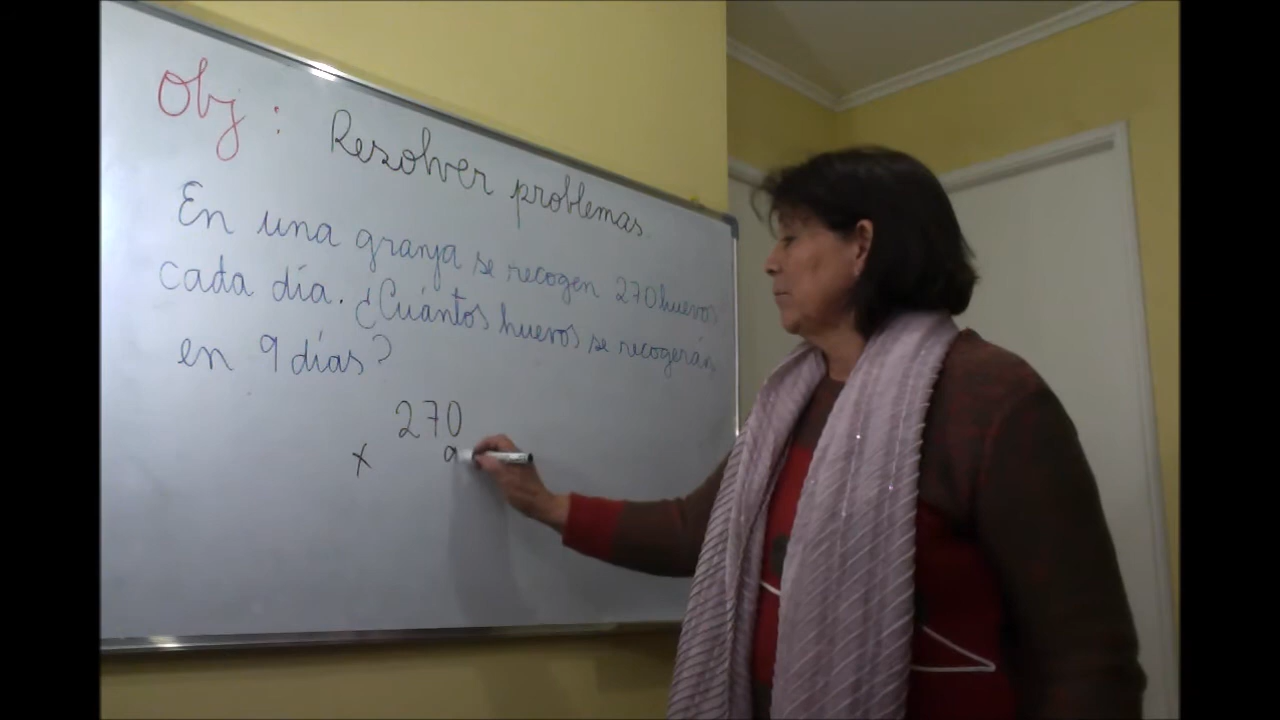 Obj: Resolver problemas
En una granja se recogen 270 huevos
cada día. ¿Cuántos huevos se recogerán
en 9 días?
270
x 9